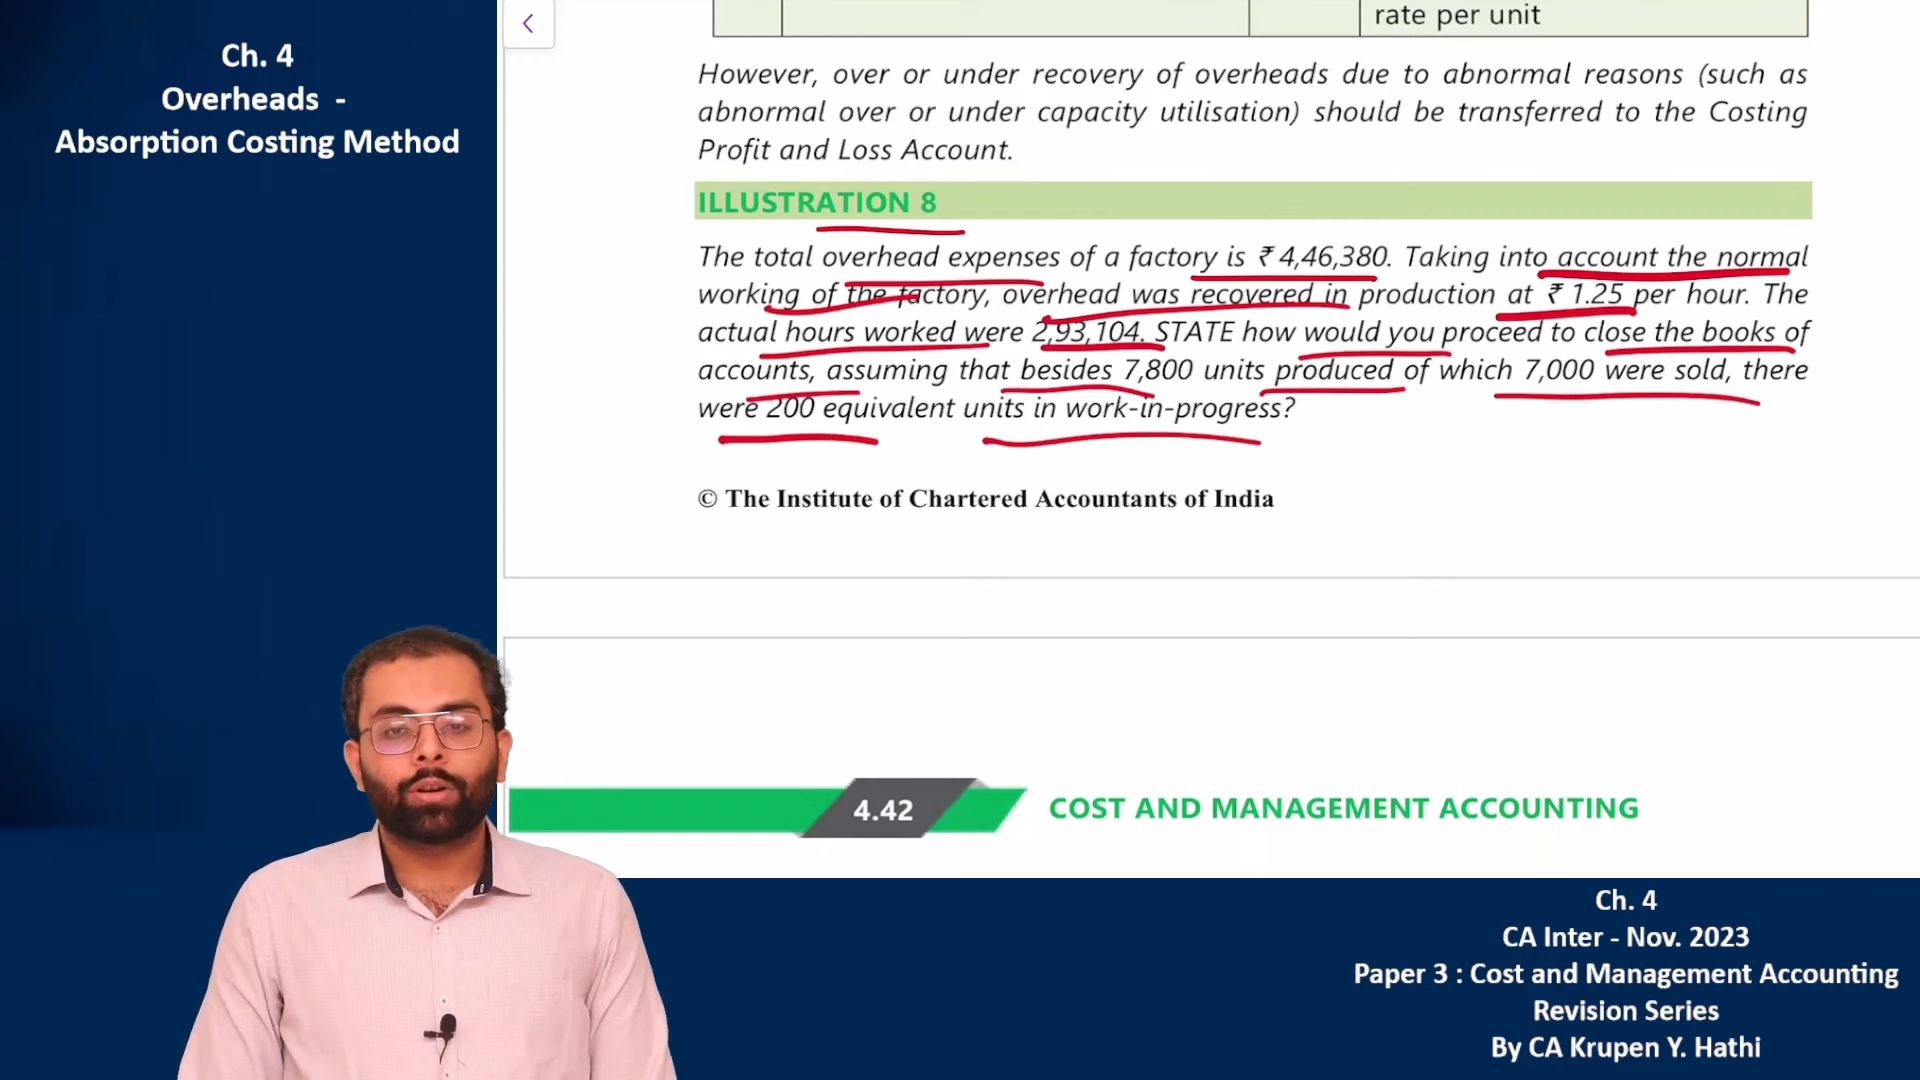 Ch. 4
Overheads -
Absorption Costing Method
rate per unit
However, over or under recovery of overheads due to abnormal reasons (such as
abnormal over or under capacity utilisation) should be transferred to the Costing
Profit and Loss Account.
ILLUSTRATION 8
The total overhead expenses of a factory is ₹ 4,46,380. Taking into account the normal
working of the factory, overhead was recovered in production at ₹ 1.25 per hour. The
actual hours worked were 2,93,104. STATE how would you proceed to close the books of
accounts, assuming that besides 7,800 units produced of which 7,000 were sold, there
were 200 equivalent units in work-in-progress?
© The Institute of Chartered Accountants of India
4.42 COST AND MANAGEMENT ACCOUNTING
Ch. 4
CA Inter - Nov. 2023
Paper 3 : Cost and Management Accounting
Revision Series
By CA Krupen Y. Hathi